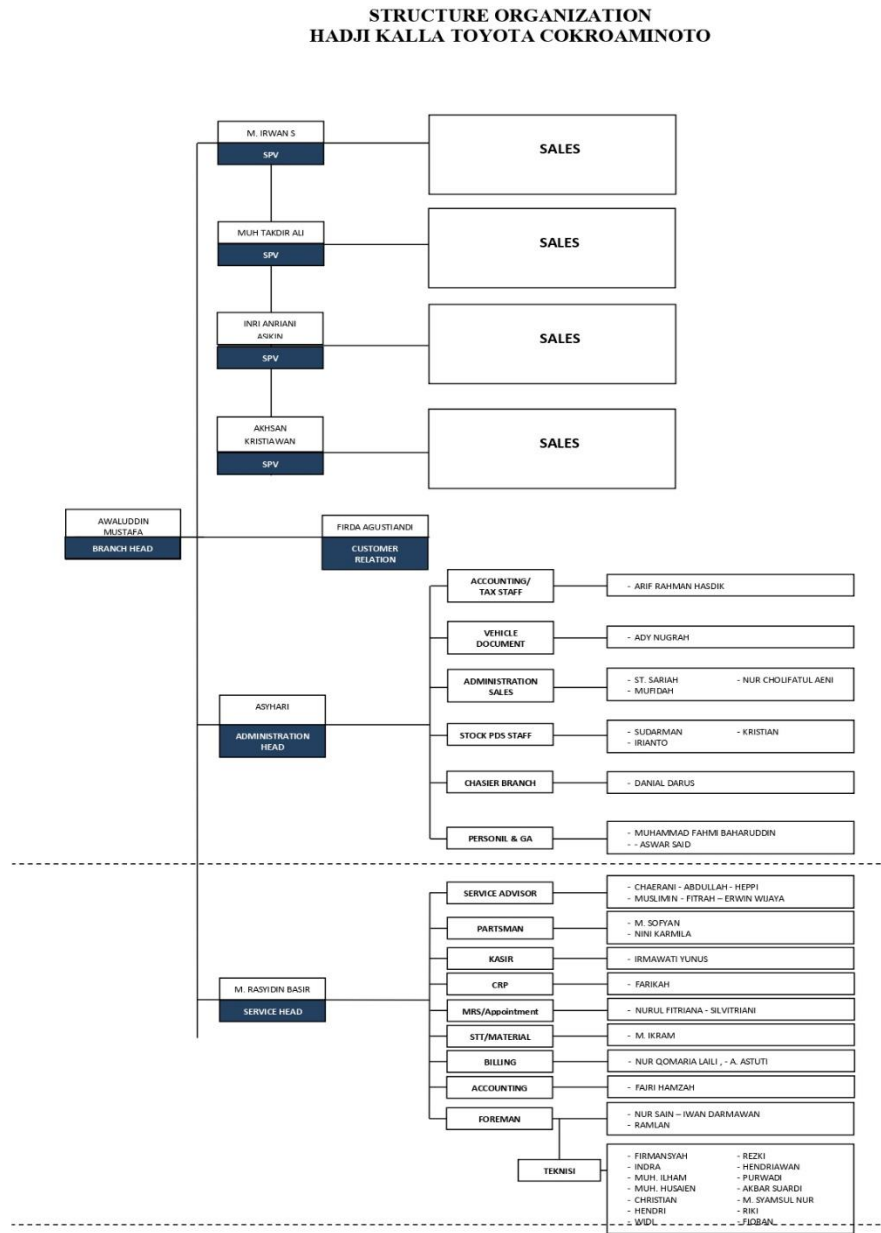 STRUCTURE ORGANIZATION
HADJI KALLA TOYOTA COKROAMINOTO
M. IRWAN S
SPV
SALES
MUH TAKDIR ALI
SPV
SALES
INRI ANRIANI
ASIKIN
SPV
SALES
AKHSAN
KRISTIAWAN
SPV
SALES
AWALUDDIN
MUSTAFA
BRANCH HEAD
FIRDA AGUSTIANDI
CUSTOMER
RELATION
ASYHARI
ADMINISTRATION
HEAD
ACCOUNTING/
TAX STAFF
- ARIF RAHMAN HASDIK
VEHICLE
DOCUMENT
- ADY NUGRAH
ADMINISTRATION
SALES
- ST. SARIAH - NUR CHOLIFATUL AENI
- MUFIDAH
STOCK PDS STAFF
- SUDARMAN - KRISTIAN
- IRIANTO
CHASIER BRANCH
- DANIAL DARUS
PERSONIL & GA
- MUHAMMAD FAHMI BAHARUDDIN
- - ASWAR SAID
M. RASYIDIN BASIR
SERVICE HEAD
SERVICE ADVISOR
- CHAERANI - ABDULLAH - HEPPI
- MUSLIMIN - FITRAH – ERWIN WIJAYA
PARTSMAN
- M. SOFYAN
- NINI KARMILA
KASIR
- IRMAWATI YUNUS
CRP
- FARIKAH
MRS/Appointment
- NURUL FITRIANA - SILVITRIANI
STT/MATERIAL
- M. IKRAM
BILLING
- NUR QOMARIA LAILI , - A. ASTUTI
ACCOUNTING
- FAJRI HAMZAH
FOREMAN
- NUR SAIN – IWAN DARMAWAN
- RAMLAN
TEKNISI
- FIRMANSYAH - REZKI
- INDRA - HENDRIAWAN
- MUH. ILHAM - PURWADI
- MUH. HUSAIEN - AKBAR SUARDI
- CHRISTIAN - M. SYAMSUL NUR
- HENDRI - RIKI
- WIDI - FIORAN